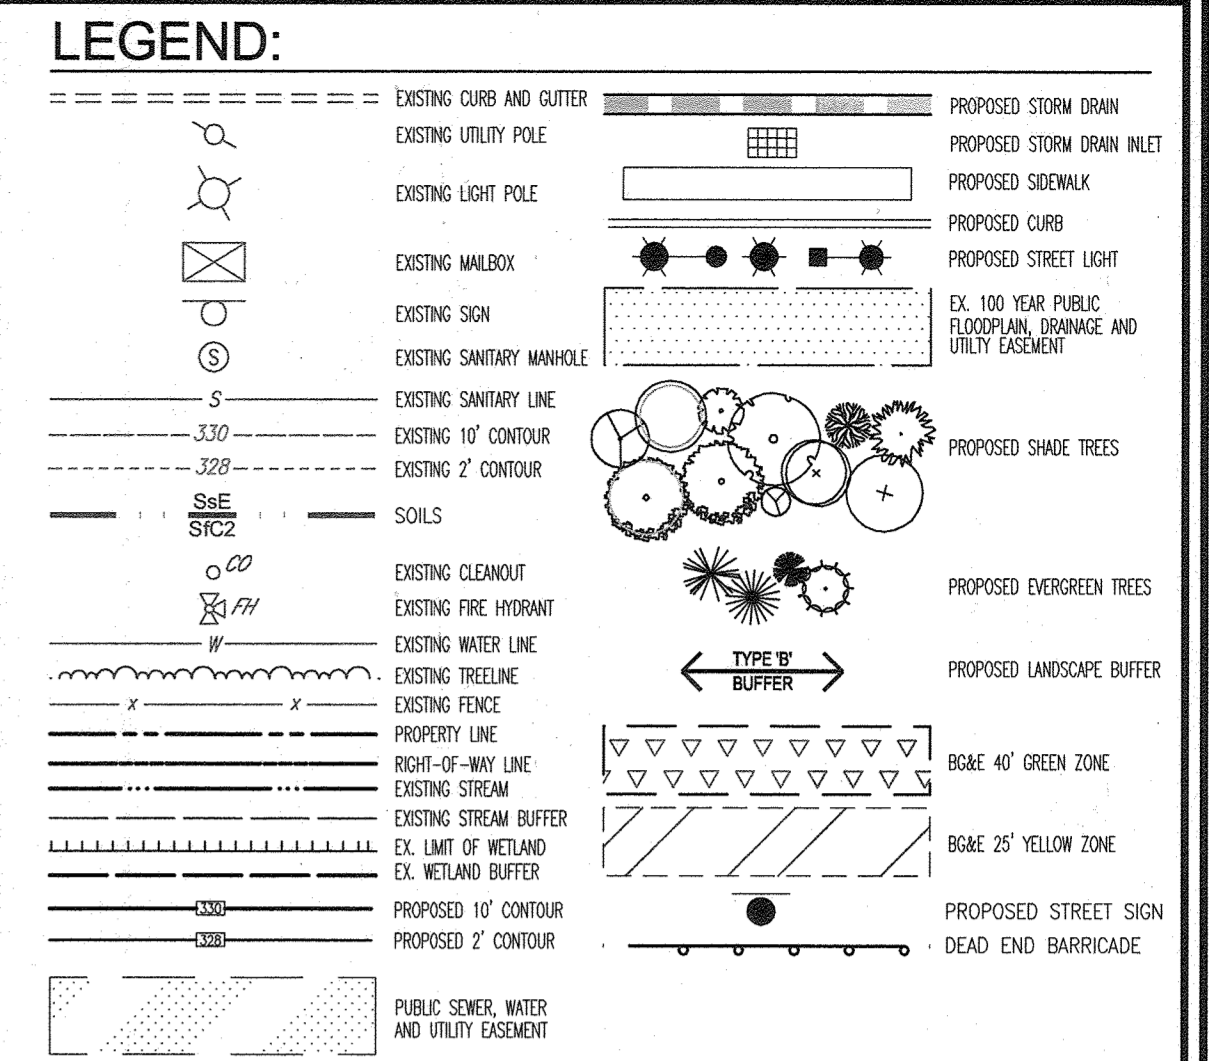 LEGEND:
EXISTING CURB AND GUTTER
EXISTING UTILITY POLE
EXISTING LIGHT POLE
EXISTING MAILBOX
EXISTING SIGN
S
EXISTING SANITARY MANHOLE
S
EXISTING SANITARY LINE
330
EXISTING 10' CONTOUR
328
EXISTING 2' CONTOUR
SsE
SfC2
SOILS
CO
EXISTING CLEANOUT
FH
EXISTING FIRE HYDRANT
W
EXISTING WATER LINE
EXISTING TREELINE
X X
EXISTING FENCE
PROPERTY LINE
RIGHT-OF-WAY LINE
EXISTING STREAM
EXISTING STREAM BUFFER
EX. LIMIT OF WETLAND
EX. WETLAND BUFFER
330
PROPOSED 10' CONTOUR
328
PROPOSED 2' CONTOUR
PUBLIC SEWER, WATER
AND UTILITY EASEMENT
PROPOSED STORM DRAIN
PROPOSED STORM DRAIN INLET
PROPOSED SIDEWALK
PROPOSED CURB
PROPOSED STREET LIGHT
EX. 100 YEAR PUBLIC
FLOODPLAIN, DRAINAGE AND
UTILTY EASEMENT
PROPOSED SHADE TREES
PROPOSED EVERGREEN TREES
TYPE 'B'
BUFFER
PROPOSED LANDSCAPE BUFFER
BG&E 40' GREEN ZONE
BG&E 25' YELLOW ZONE
PROPOSED STREET SIGN
DEAD END BARRICADE